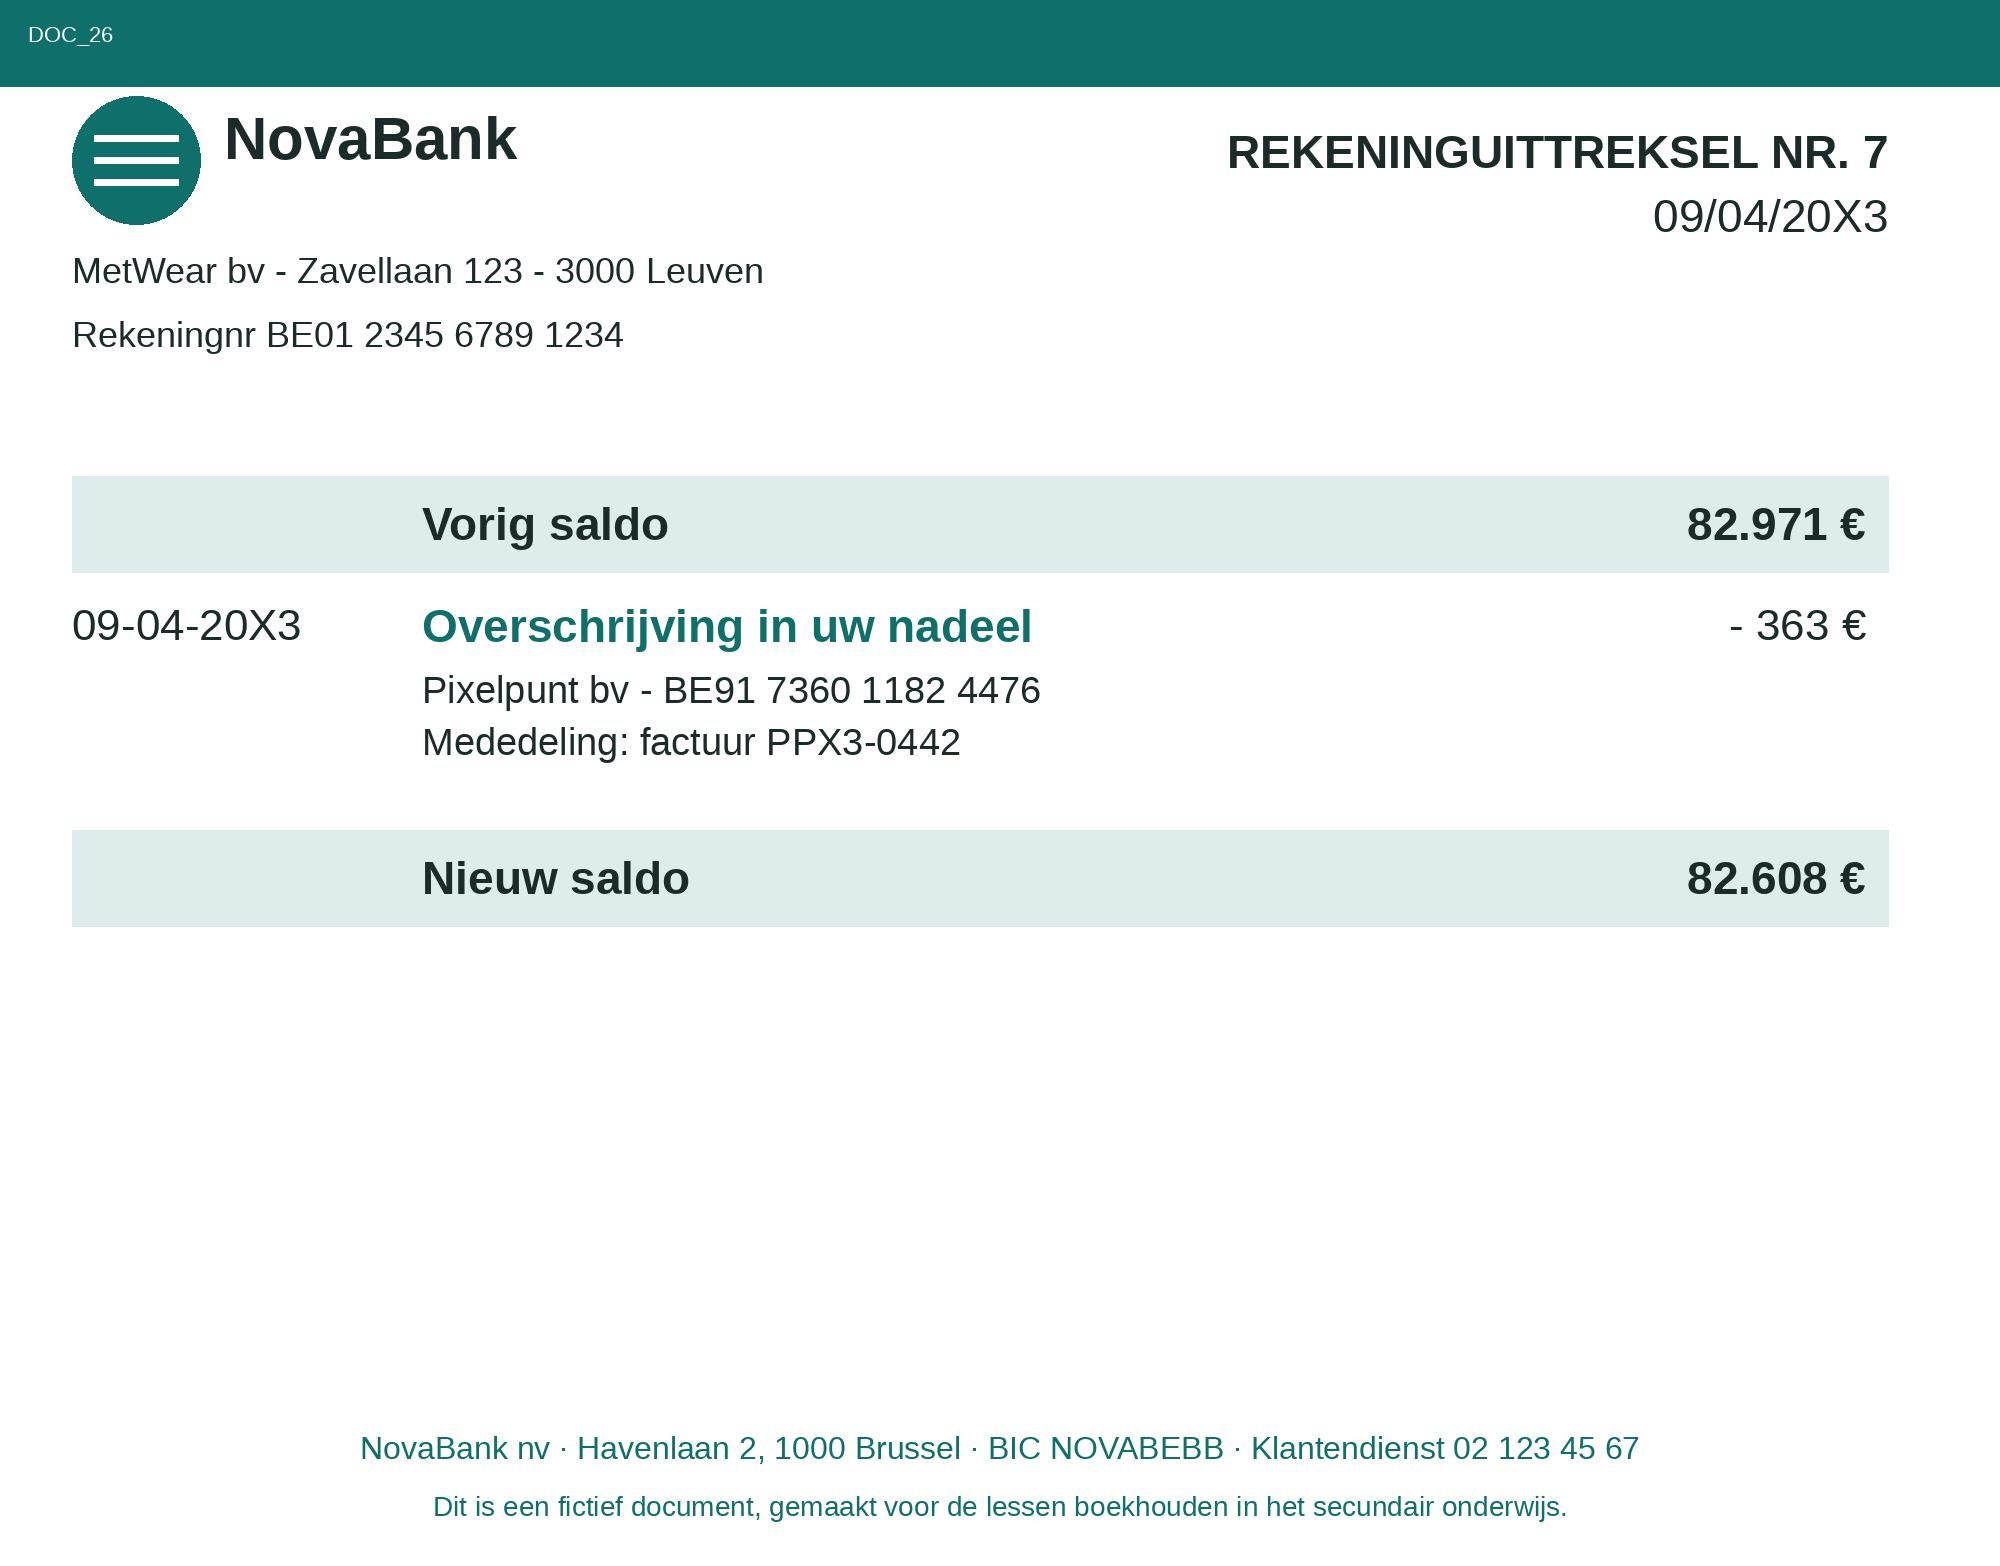 DOC_26
NovaBank
REKENINGUITTREKSEL NR. 7
09/04/20X3
MetWear bv - Zavellaan 123 - 3000 Leuven
Rekeningnr BE01 2345 6789 1234
Vorig saldo 82.971 €
09-04-20X3 Overschrijving in uw nadeel - 363 €
Pixelpunt bv - BE91 7360 1182 4476
Mededeling: factuur PPX3-0442
Nieuw saldo 82.608 €
NovaBank nv · Havenlaan 2, 1000 Brussel · BIC NOVABEBB · Klantendienst 02 123 45 67
Dit is een fictief document, gemaakt voor de lessen boekhouden in het secundair onderwijs.